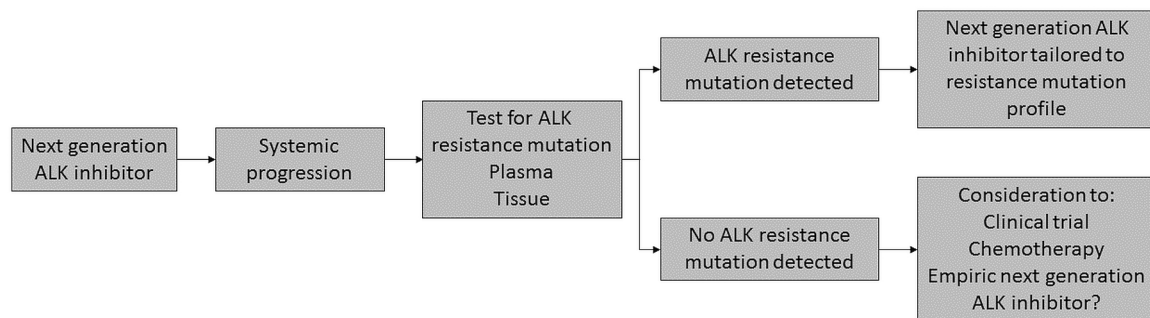 Next generation
ALK inhibitor
Systemic
progression
Test for ALK
resistance mutation
Plasma
Tissue
ALK resistance
mutation detected
Next generation ALK
inhibitor tailored to
resistance mutation
profile
No ALK resistance
mutation detected
Consideration to:
Clinical trial
Chemotherapy
Empiric next generation
ALK inhibitor?